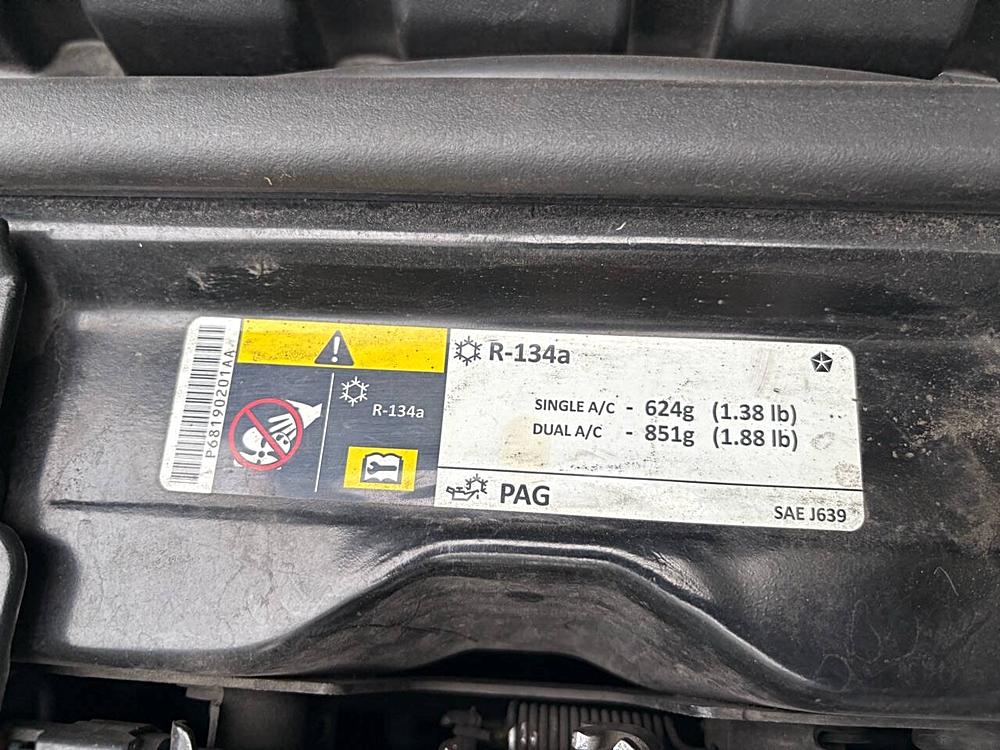 P68190201AA
R-134a
R-134a
SINGLE A/C - 624g (1.38 lb)
DUAL A/C - 851g (1.88 lb)
PAG
SAE J639